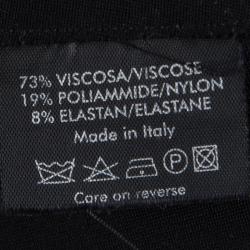 73% VISCOSA/VISCOSE
19% POLIAMMIDE/NYLON
8% ELASTAN/ELASTANE
Made in Italy
P
Care on reverse